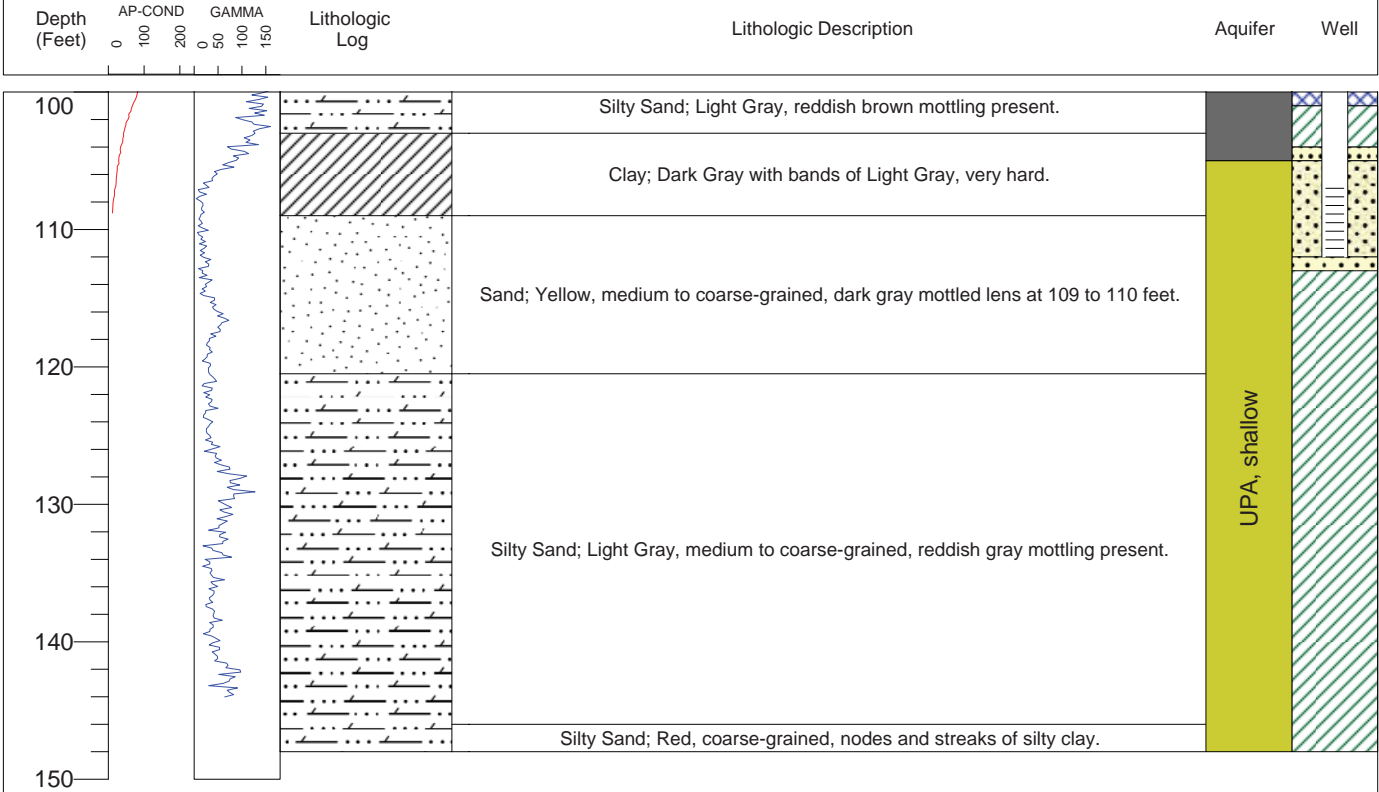 Depth
(Feet)
AP-COND
0 100 200
GAMMA
0 50 100 150
Lithologic
Log
Lithologic Description
Aquifer
Well
100
Silty Sand; Light Gray, reddish brown mottling present.
Clay; Dark Gray with bands of Light Gray, very hard.
110
Sand; Yellow, medium to coarse-grained, dark gray mottled lens at 109 to 110 feet.
120
UPA, shallow
130
Silty Sand; Light Gray, medium to coarse-grained, reddish gray mottling present.
140
Silty Sand; Red, coarse-grained, nodes and streaks of silty clay.
150